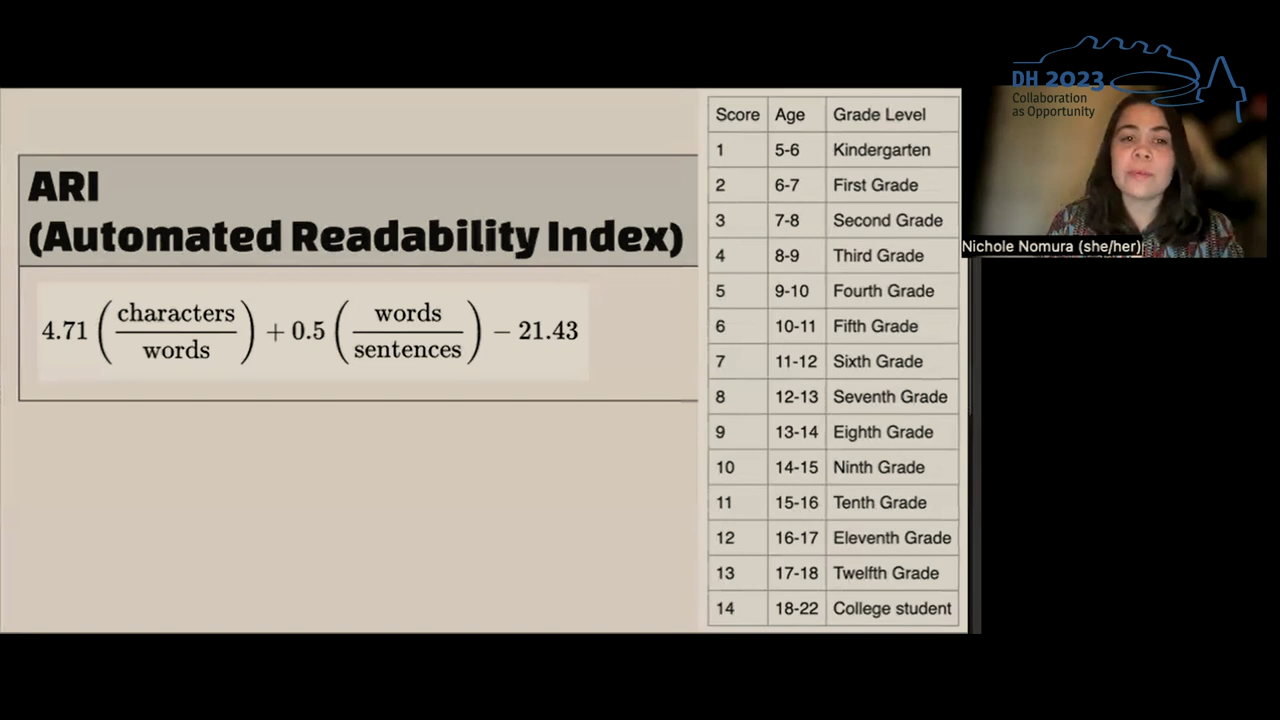 ARI
(Automated Readability Index)
4.71 (characters/words) + 0.5 (words/sentences) − 21.43
Score Age Grade Level
1 5-6 Kindergarten
2 6-7 First Grade
3 7-8 Second Grade
4 8-9 Third Grade
5 9-10 Fourth Grade
6 10-11 Fifth Grade
7 11-12 Sixth Grade
8 12-13 Seventh Grade
9 13-14 Eighth Grade
10 14-15 Ninth Grade
11 15-16 Tenth Grade
12 16-17 Eleventh Grade
13 17-18 Twelfth Grade
14 18-22 College student
DH 2023
Collaboration
as Opportunity
Nichole Nomura (she/her)